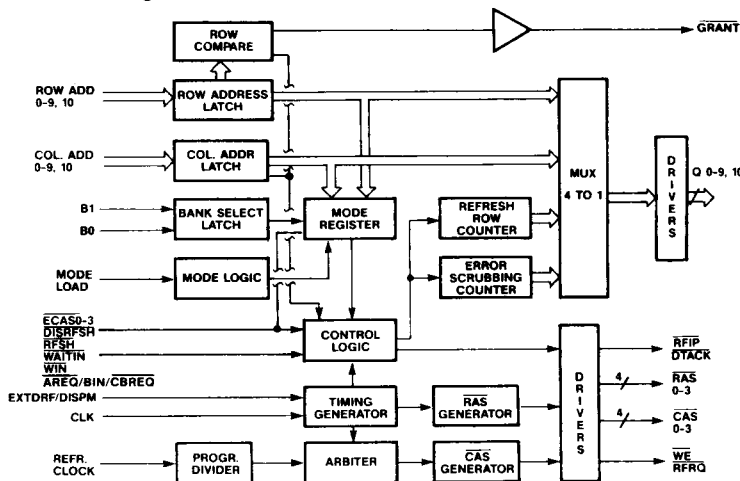 ROW
COMPARE
GRANT
ROW ADD
0-9, 10
ROW ADDRESS
LATCH
COL. ADD
0-9, 10
COL. ADDR
LATCH
MUX
4 TO 1
DRIVERS
Q 0-9, 10
B1
B0
BANK SELECT
LATCH
MODE
REGISTER
REFRESH
ROW
COUNTER
MODE
LOAD
MODE LOGIC
ERROR
SCRUBBING
COUNTER
ECAS0-3
DISRFSH
RFSH
WAITIN
WIN
AREQ/BIN/CBREQ
EXTDRF/DISPM
CLK
CONTROL
LOGIC
TIMING
GENERATOR
RAS
GENERATOR
DRIVERS
RFIP
DTACK
4
RAS
0-3
4
CAS
0-3
REFR.
CLOCK
PROGR.
DIVIDER
ARBITER
CAS
GENERATOR
WE
RFRQ